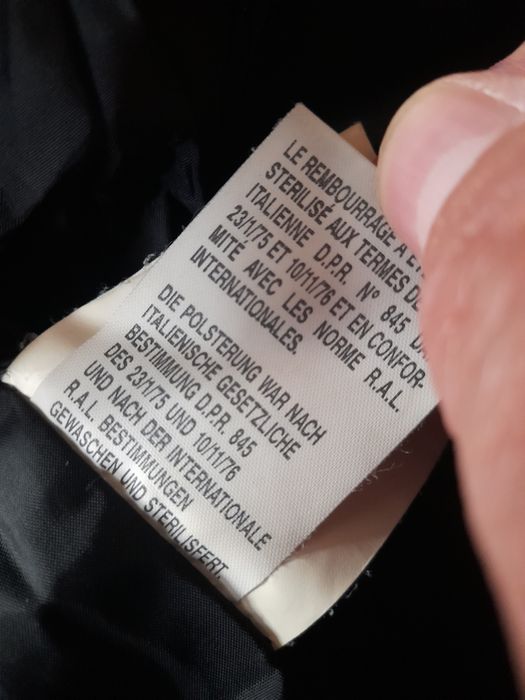 LE REMBOURRAGE A
STERILISÉ AUX TERMES
ITALIENNE D.P.R. N° 845
23/1/75 ET 10/11/76 ET EN CONFOR-
MITÉ AVEC LES NORME R.A.L.
INTERNATIONALES.
DIE POLSTERUNG WAR NACH
ITALIENISCHE GESETZLICHE
BESTIMMUNG D.P.R. 845
DES 23/1/75 UND 10/11/76
UND NACH DER INTERNATIONALE
R.A.L. BESTIMMUNGEN
GEWASCHEN UND STERILISFERT.